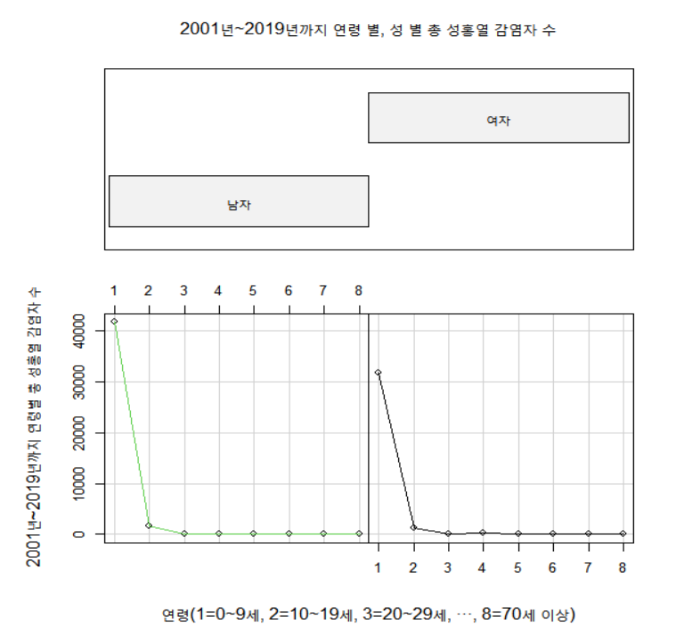 2001년~2019년까지 연령 별, 성 별 총 성홍열 감염자 수
여자
남자
1 2 3 4 5 6 7 8
2001년~2019년까지 연령별 총 성홍열 감염자 수
40000
30000
20000
10000
0
1 2 3 4 5 6 7 8
연령(1=0~9세, 2=10~19세, 3=20~29세, ⋯, 8=70세 이상)